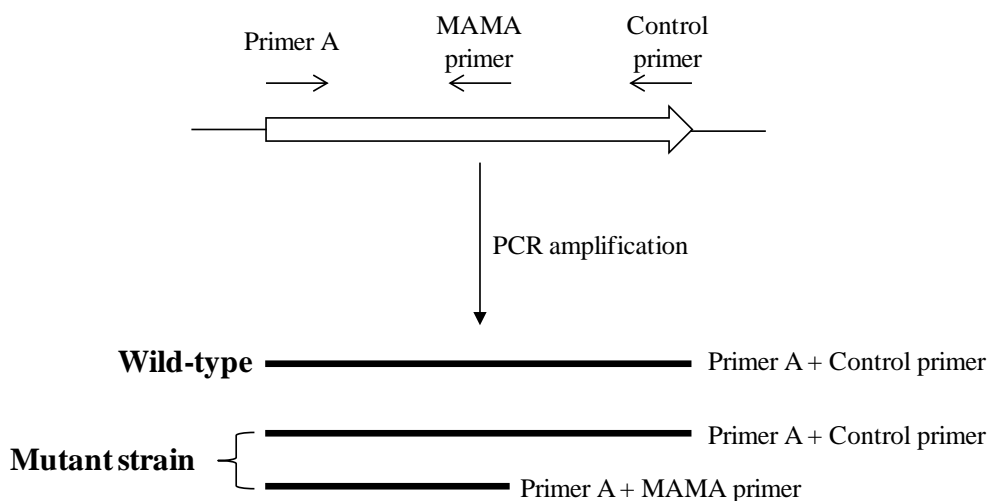 Primer A
MAMA
primer
Control
primer
PCR amplification
Wild-type
Primer A + Control primer
Mutant strain
Primer A + Control primer
Primer A + MAMA primer